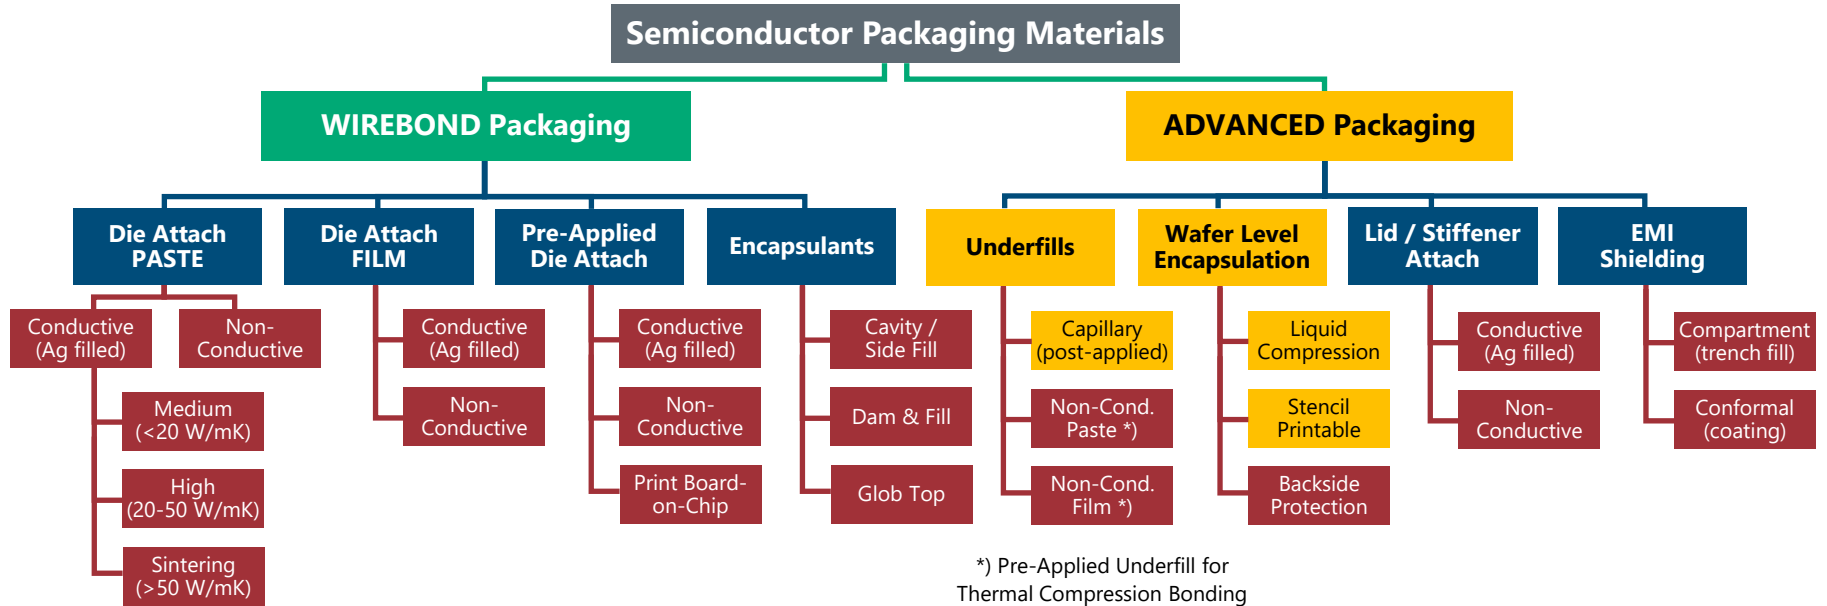 Semiconductor Packaging Materials
WIREBOND Packaging
ADVANCED Packaging
Die Attach
PASTE
Die Attach
FILM
Pre-Applied
Die Attach
Encapsulants
Underfills
Wafer Level
Encapsulation
Lid / Stiffener
Attach
EMI
Shielding
Conductive
(Ag filled)
Non-
Conductive
Medium
(<20 W/mK)
High
(20-50 W/mK)
Sintering
(>50 W/mK)
Conductive
(Ag filled)
Non-
Conductive
Conductive
(Ag filled)
Non-
Conductive
Print Board-
on-Chip
Cavity /
Side Fill
Dam & Fill
Glob Top
Capillary
(post-applied)
Non-Cond.
Paste *)
Non-Cond.
Film *)
Liquid
Compression
Stencil
Printable
Backside
Protection
Conductive
(Ag filled)
Non-
Conductive
Compartment
(trench fill)
Conformal
(coating)
*) Pre-Applied Underfill for
Thermal Compression Bonding